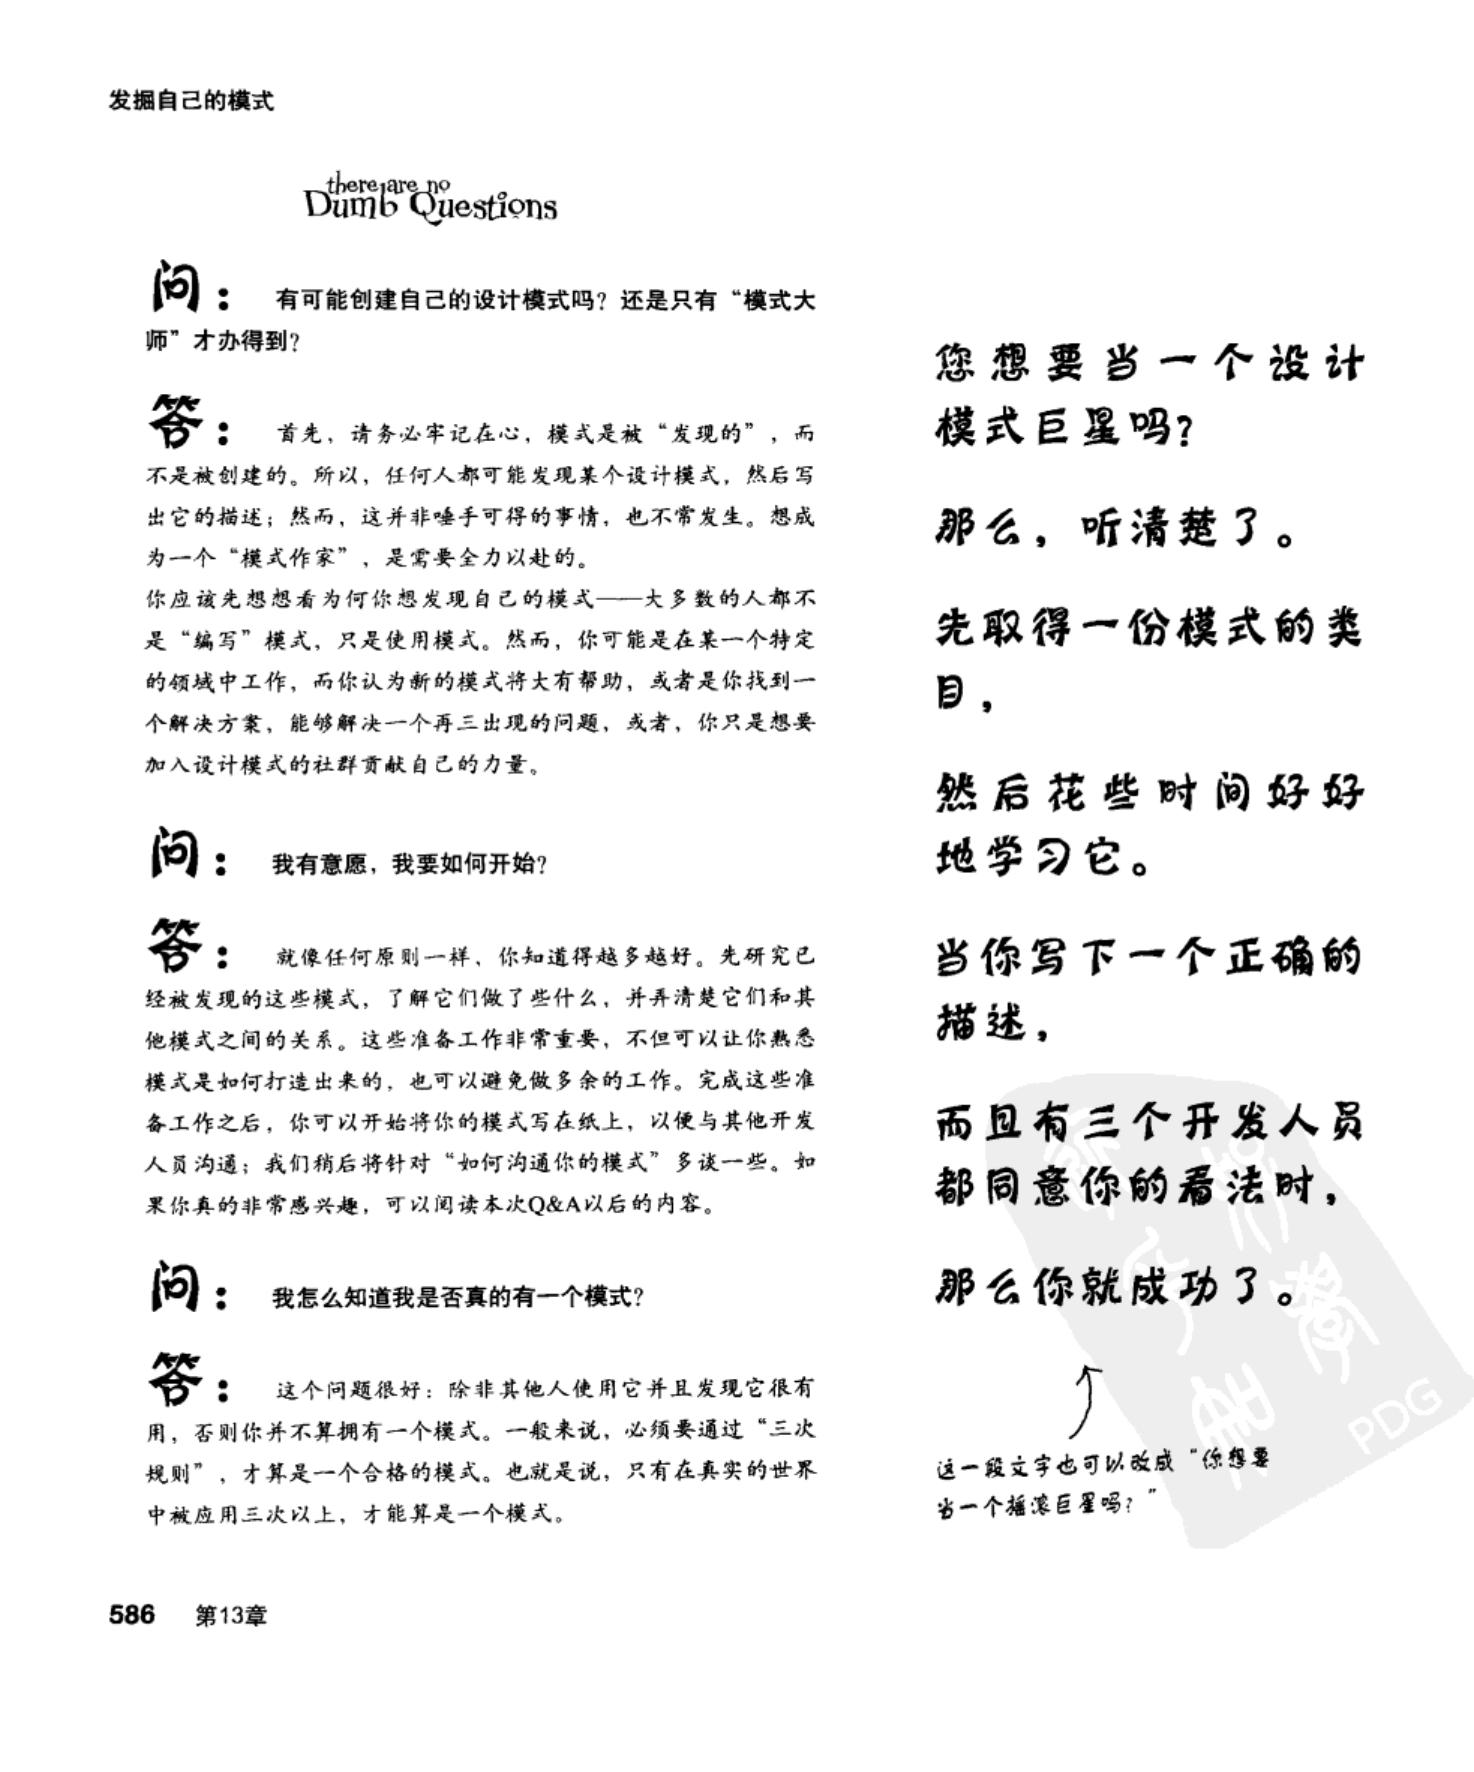 发掘自己的模式
there are no
Dumb Questions
问： 有可能创建自己的设计模式吗？还是只有“模式大
师”才办得到？
答： 首先，请务必牢记在心，模式是被“发现的”，而
不是被创建的。所以，任何人都可能发现某个设计模式，然后写
出它的描述；然而，这并非唾手可得的事情，也不常发生。想成
为一个“模式作家”，是需要全力以赴的。
你应该先想想看为何你想发现自己的模式——大多数的人都不
是“编写”模式，只是使用模式。然而，你可能是在某一个特定
的领域中工作，而你认为新的模式将大有帮助，或者是你找到一
个解决方案，能够解决一个再三出现的问题，或者，你只是想要
加入设计模式的社群贡献自己的力量。
问： 我有意愿，我要如何开始？
答： 就像任何原则一样，你知道得越多越好。先研究已
经被发现的这些模式，了解它们做了些什么，并弄清楚它们和其
他模式之间的关系。这些准备工作非常重要，不但可以让你熟悉
模式是如何打造出来的，也可以避免做多余的工作。完成这些准
备工作之后，你可以开始将你的模式写在纸上，以便与其他开发
人员沟通；我们稍后将针对“如何沟通你的模式”多谈一些。如
果你真的非常感兴趣，可以阅读本次Q&A以后的内容。
问： 我怎么知道我是否真的有一个模式？
答： 这个问题很好：除非其他人使用它并且发现它很有
用，否则你并不算拥有一个模式。一般来说，必须要通过“三次
规则”，才算是一个合格的模式。也就是说，只有在真实的世界
中被应用三次以上，才能算是一个模式。
您想要当一个设计
模式巨星吗？
那么，听清楚了。
先取得一份模式的类
目，
然后花些时间好好
地学习它。
当你写下一个正确的
描述，
而且有三个开发人员
都同意你的看法时，
那么你就成功了。
这一段文字也可以改成“你想要
当一个摇滚巨星吗？”
PDG
586 第13章